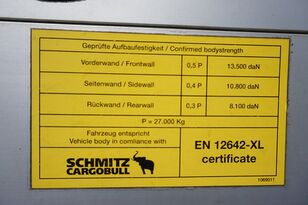 Geprüfte Aufbaufestigkeit / Confirmed bodystrength
Vorderwand / Frontwall 0,5 P 13.500 daN
Seitenwand / Sidewall 0,4 P 10.800 daN
Rückwand / Rearwall 0,3 P 8.100 daN
P = 27.000 Kg
Fahrzeug entspricht
Vehicle body in comliance with
SCHMITZ
CARGOBULL
EN 12642-XL
certificate
1069011